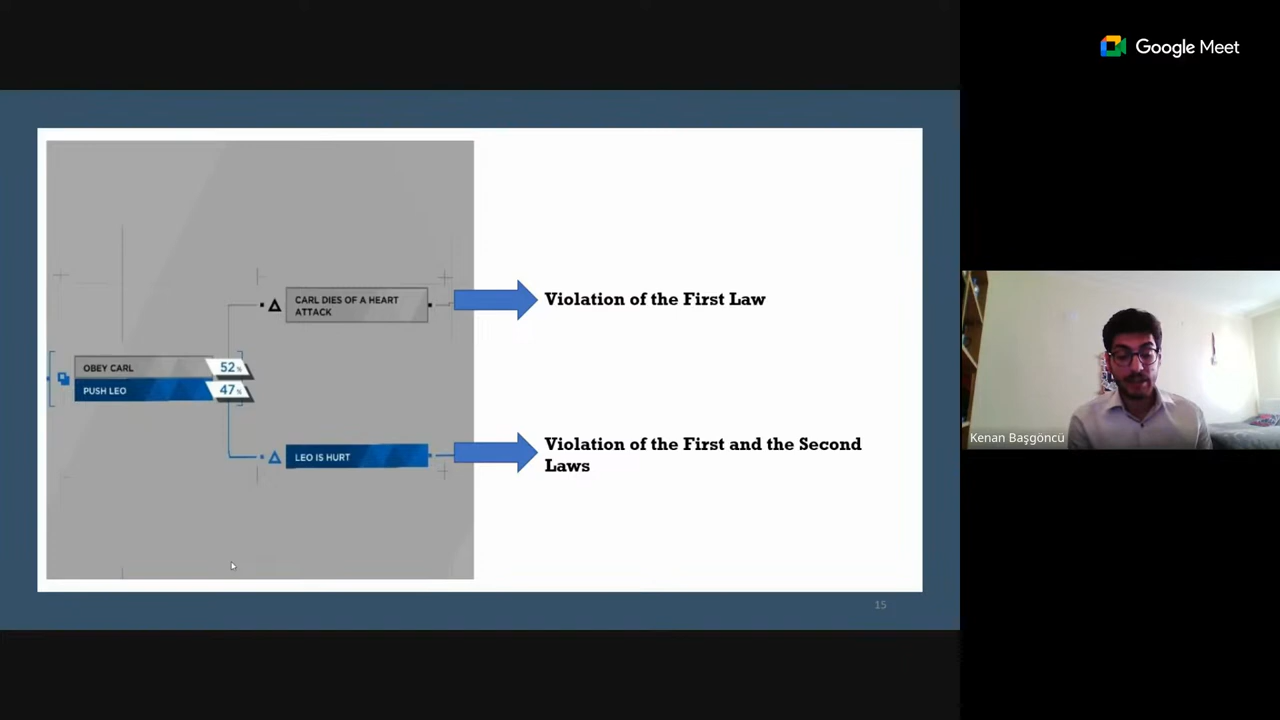 Google Meet
CARL DIES OF A HEART
ATTACK
Violation of the First Law
OBEY CARL 52%
PUSH LEO 47%
LEO IS HURT
Violation of the First and the Second
Laws
Kenan Başgöncü
15